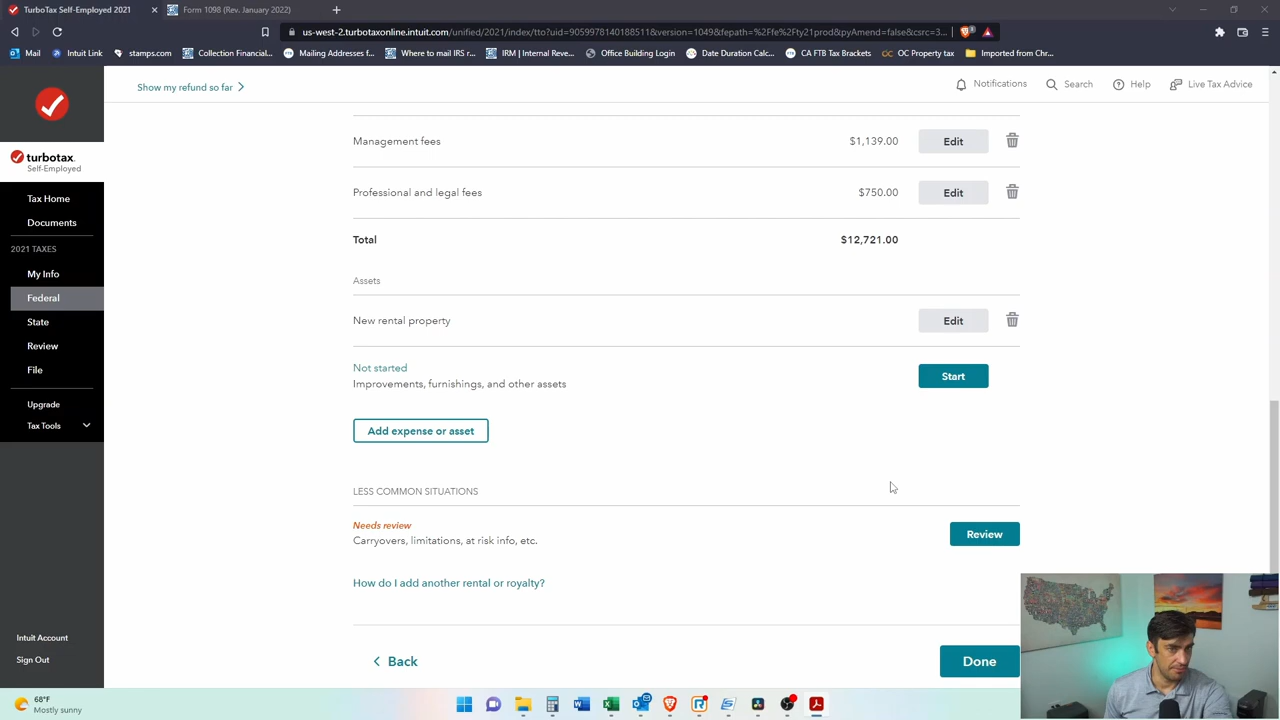 TurboTax Self-Employed 2021
Form 1098 (Rev. January 2022)
us-west-2.turbotaxonline.intuit.com/unified/2021/index/tto?uid=9059978140188511&version=1049&fepath=%2Ffe%2Fty21prod&pyAmend=false&csrc=3...
Mail
Intuit Link
stamps.com
Collection Financial...
Mailing Addresses f...
Where to mail IRS r...
IRM | Internal Reve...
Office Building Login
Date Duration Calc...
CA FTB Tax Brackets
OC Property tax
Imported from Chr...
Show my refund so far
Notifications
Search
Help
Live Tax Advice
turbotax
Self-Employed
Tax Home
Documents
2021 TAXES
My Info
Federal
State
Review
File
Upgrade
Tax Tools
Intuit Account
Sign Out
Management fees $1,139.00 Edit
Professional and legal fees $750.00 Edit
Total $12,721.00
Assets
New rental property Edit
Not started
Improvements, furnishings, and other assets Start
Add expense or asset
LESS COMMON SITUATIONS
Needs review
Carryovers, limitations, at risk info, etc. Review
How do I add another rental or royalty?
Back
Done
68°F
Mostly sunny